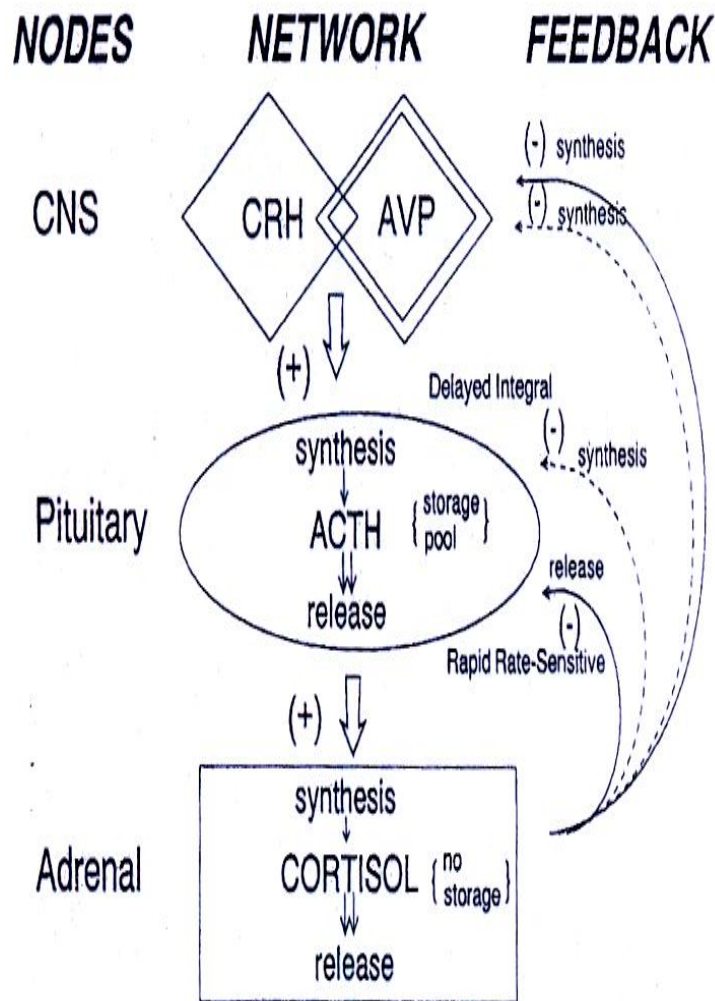 NODES NETWORK FEEDBACK
(-) synthesis
CNS CRH AVP
(-) synthesis
(+)
Delayed Integral
(-)
synthesis synthesis
Pituitary ACTH { storage pool }
release
release
(-)
Rapid Rate-Sensitive
(+)
synthesis
Adrenal CORTISOL { no storage }
release